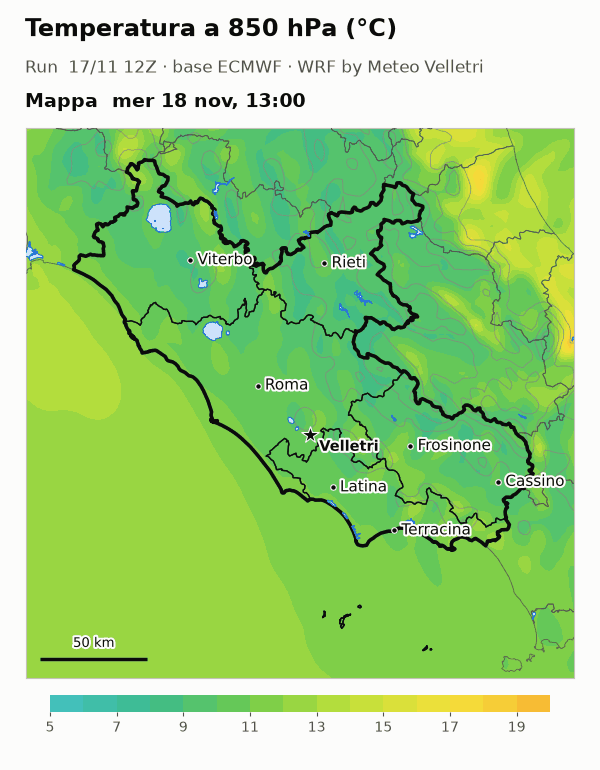 Temperatura a 850 hPa (°C)
Run  17/11 12Z · base ECMWF · WRF by Meteo Velletri
Mappa  mer 18 nov, 13:00
Viterbo
Rieti
Roma
Velletri
Frosinone
Latina
Cassino
Terracina
50 km
5 7 9 11 13 15 17 19